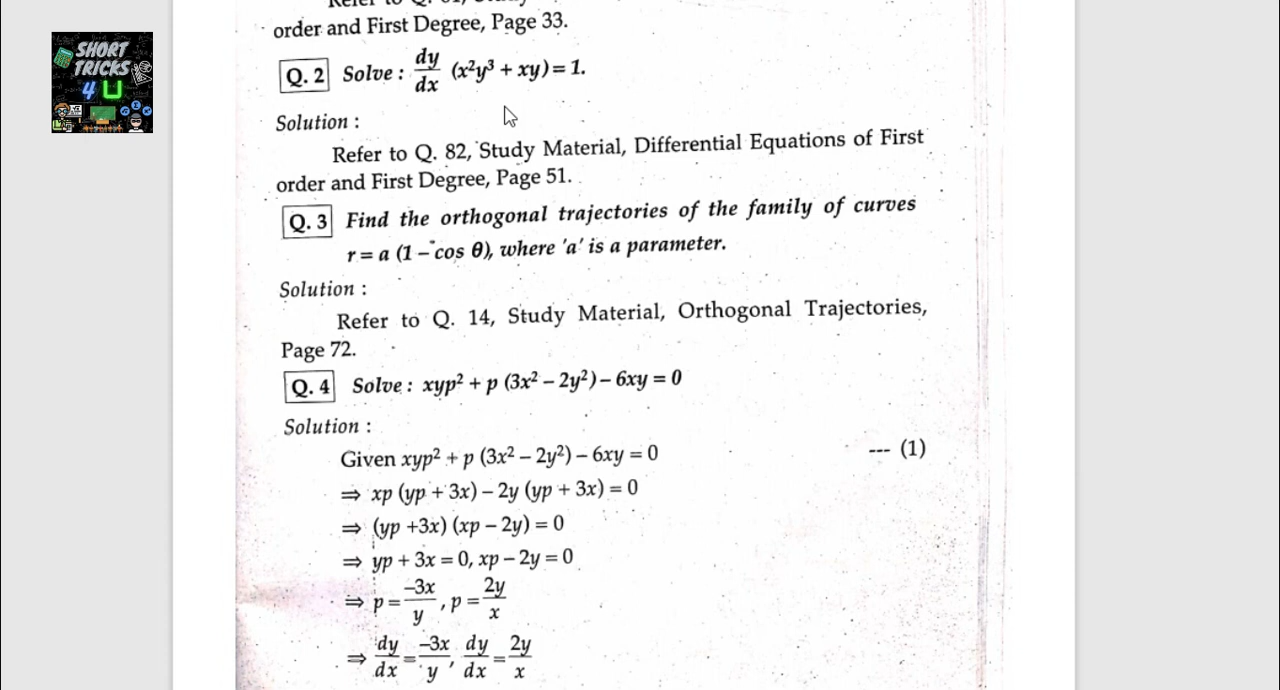 SHORT
TRICKS
4 U
order and First Degree, Page 33.
Q. 2 Solve : dy/dx (x²y³ + xy) = 1.
Solution :
Refer to Q. 82, Study Material, Differential Equations of First
order and First Degree, Page 51.
Q. 3 Find the orthogonal trajectories of the family of curves
r = a (1 – cos θ), where 'a' is a parameter.
Solution :
Refer to Q. 14, Study Material, Orthogonal Trajectories,
Page 72.
Q. 4 Solve : xyp² + p (3x² – 2y²) – 6xy = 0
Solution :
Given xyp² + p (3x² – 2y²) – 6xy = 0 --- (1)
⇒ xp (yp + 3x) – 2y (yp + 3x) = 0
⇒ (yp +3x) (xp – 2y) = 0
⇒ yp + 3x = 0, xp – 2y = 0
⇒ p = –3x/y , p = 2y/x
⇒ dy/dx = –3x/y , dy/dx = 2y/x